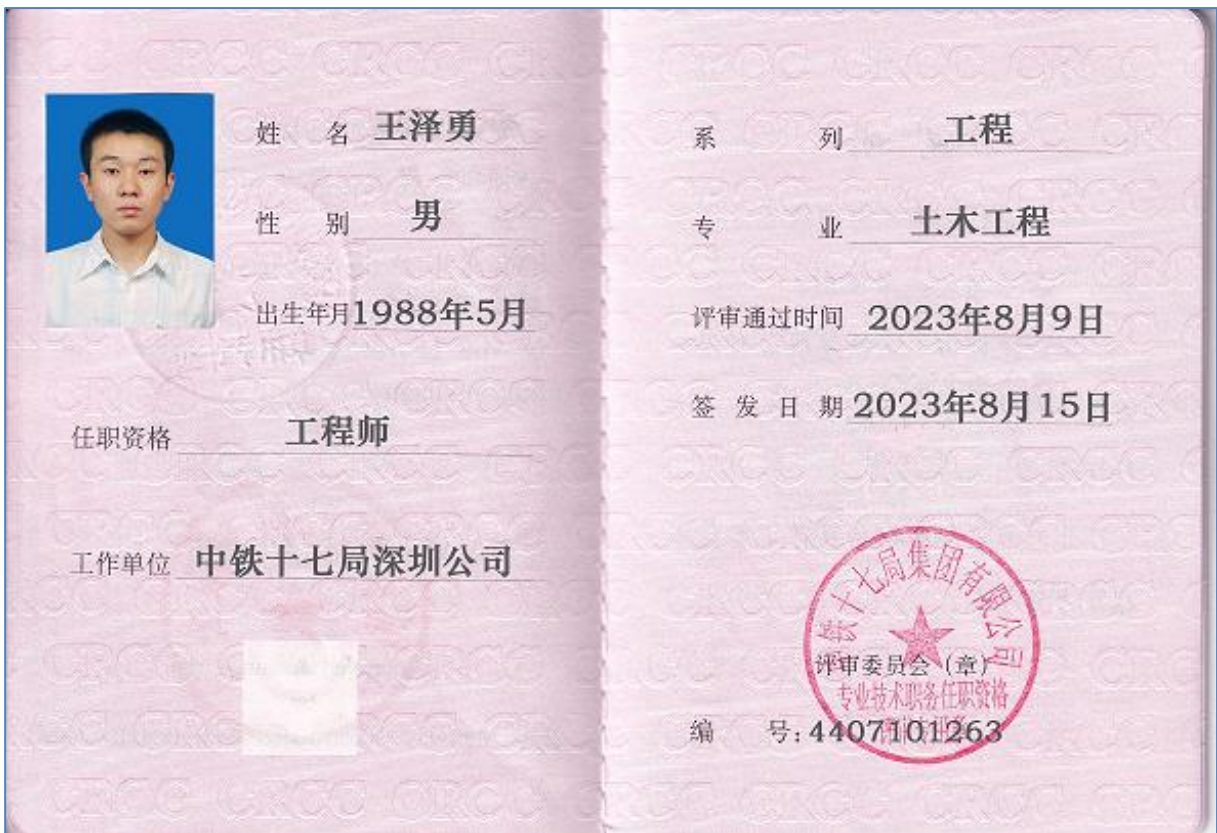 姓 名 王泽勇
性 别 男
出生年月 1988年5月
任职资格 工程师
工作单位 中铁十七局深圳公司
系 列 工程
专 业 土木工程
评审通过时间 2023年8月9日
签 发 日 期 2023年8月15日
中铁十七局集团有限公司
评审委员会（章）
专业技术职务任职资格
编 号: 4407101263
CRCC